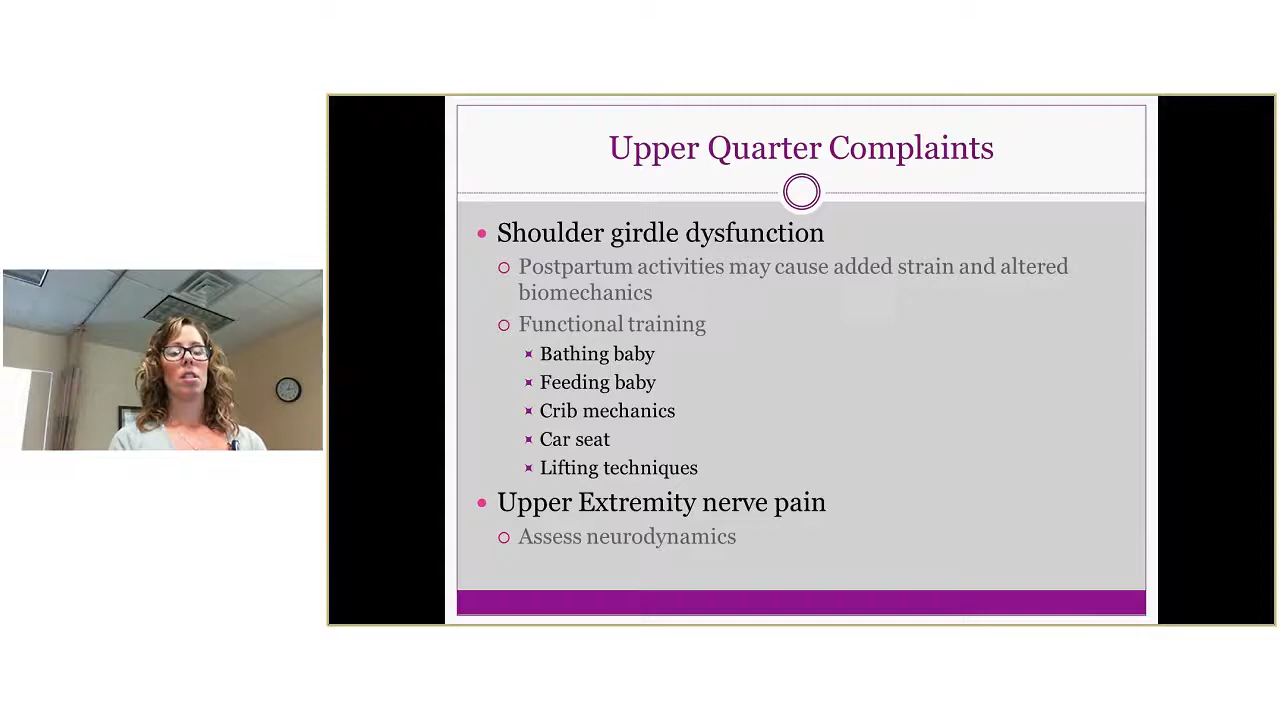 Upper Quarter Complaints
Shoulder girdle dysfunction
Postpartum activities may cause added strain and altered
biomechanics
Functional training
Bathing baby
Feeding baby
Crib mechanics
Car seat
Lifting techniques
Upper Extremity nerve pain
Assess neurodynamics